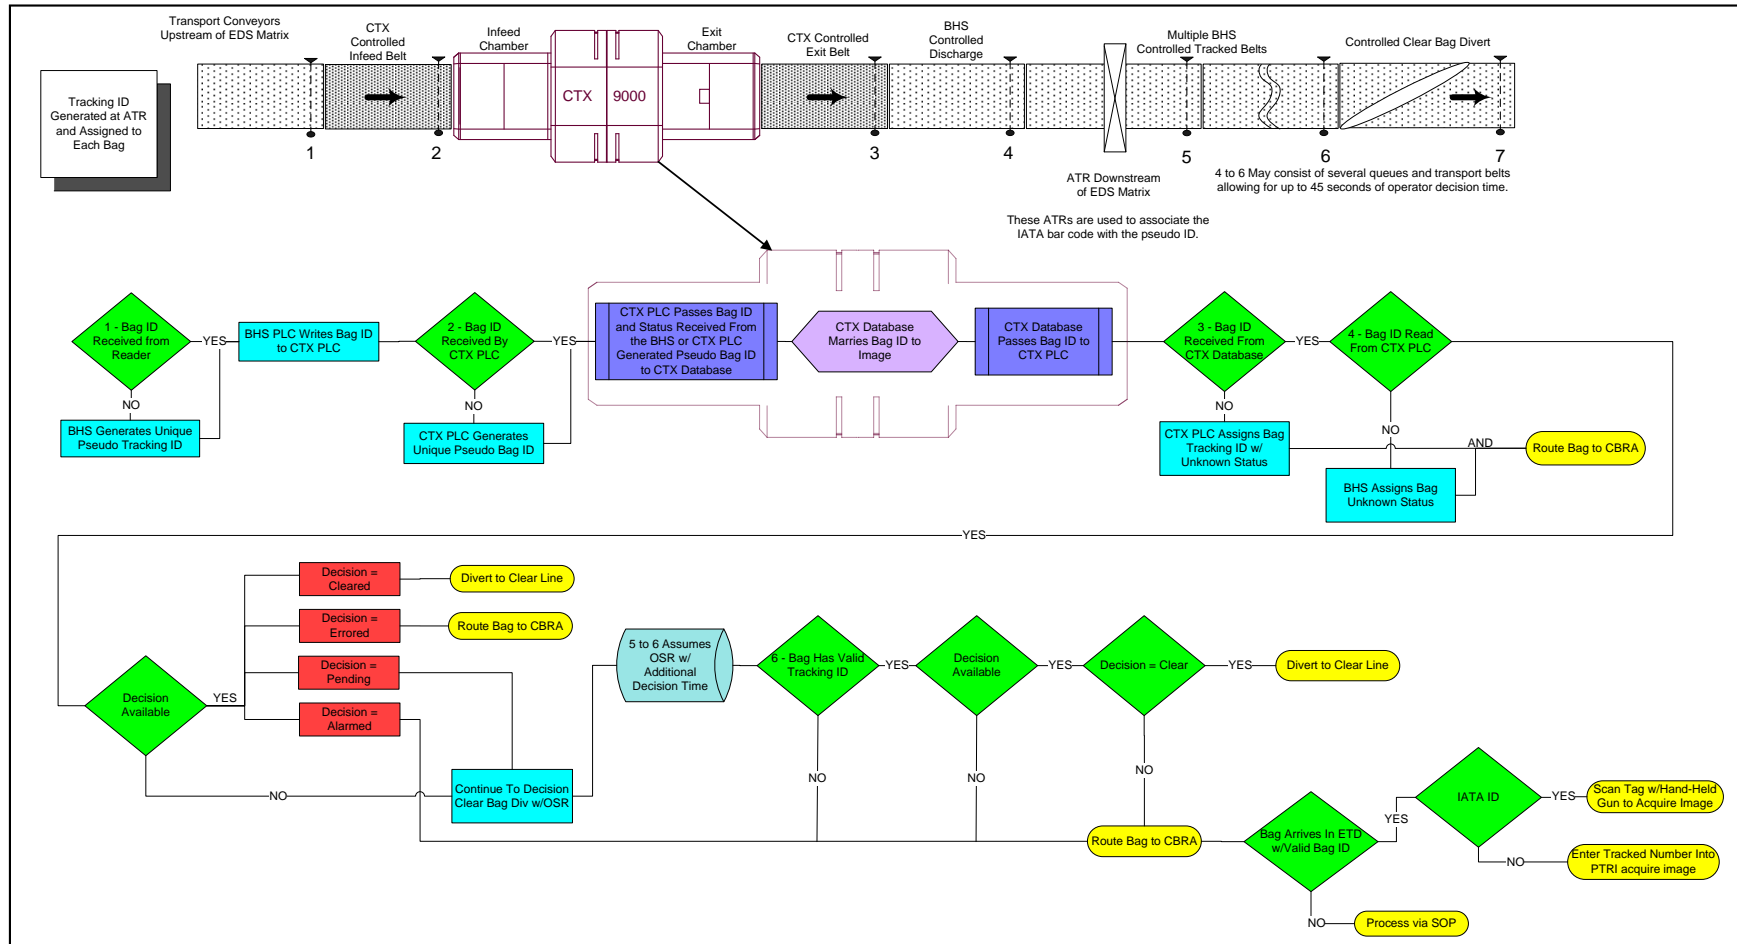 Transport Conveyors
Upstream of EDS Matrix
CTX
Controlled
Infeed Belt
Infeed
Chamber
Exit
Chamber
CTX Controlled
Exit Belt
BHS
Controlled
Discharge
Multiple BHS
Controlled Tracked Belts
Controlled Clear Bag Divert
Tracking ID
Generated at ATR
and Assigned to
Each Bag
CTX 9000
1
2
3
4
5
6
7
ATR Downstream
of EDS Matrix
4 to 6 May consist of several queues and transport belts
allowing for up to 45 seconds of operator decision time.
These ATRs are used to associate the
IATA bar code with the pseudo ID.
1 - Bag ID
Received from
Reader
YES
NO
BHS Generates Unique
Pseudo Tracking ID
BHS PLC Writes Bag ID
to CTX PLC
2 - Bag ID
Received By
CTX PLC
YES
NO
CTX PLC Generates
Unique Pseudo Bag ID
CTX PLC Passes Bag ID
and Status Received From
the BHS or CTX PLC
Generated Pseudo Bag ID
to CTX Database
CTX Database
Marries Bag ID to
Image
CTX Database
Passes Bag ID to
CTX PLC
3 - Bag ID
Received From
CTX Database
YES
NO
CTX PLC Assigns Bag
Tracking ID w/
Unknown Status
4 - Bag ID Read
From CTX PLC
NO
BHS Assigns Bag
Unknown Status
AND
Route Bag to CBRA
YES
Decision
Available
YES
NO
Decision =
Cleared
Divert to Clear Line
Decision =
Errored
Route Bag to CBRA
Decision =
Pending
Decision =
Alarmed
Continue To Decision
Clear Bag Div w/OSR
5 to 6 Assumes
OSR w/
Additional
Decision Time
6 - Bag Has Valid
Tracking ID
YES
NO
Decision
Available
YES
NO
Decision = Clear
YES
NO
Divert to Clear Line
Route Bag to CBRA
Bag Arrives In ETD
w/Valid Bag ID
YES
NO
Process via SOP
IATA ID
YES
Scan Tag w/Hand-Held
Gun to Acquire Image
NO
Enter Tracked Number Into
PTRI acquire image